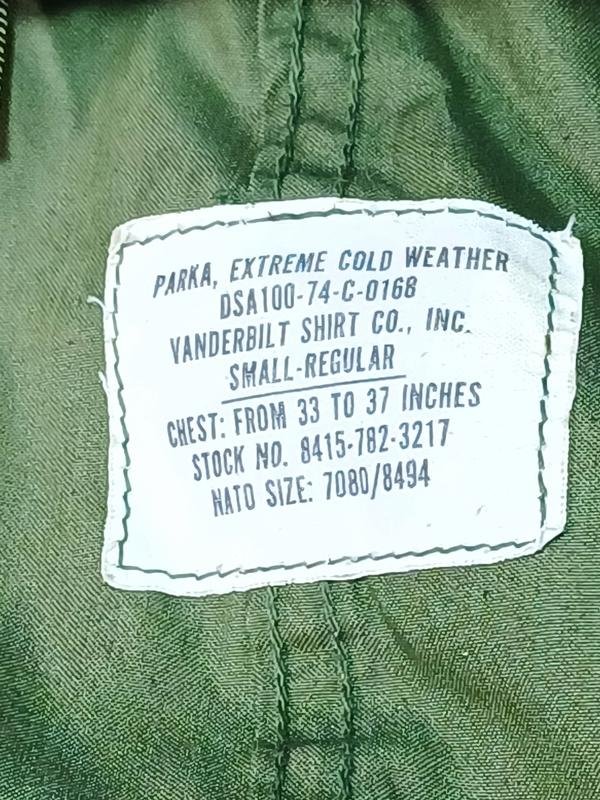 PARKA, EXTREME COLD WEATHER
DSA100-74-C-0168
VANDERBILT SHIRT CO., INC.
SMALL-REGULAR
CHEST: FROM 33 TO 37 INCHES
STOCK NO. 8415-782-3217
NATO SIZE: 7080/8494